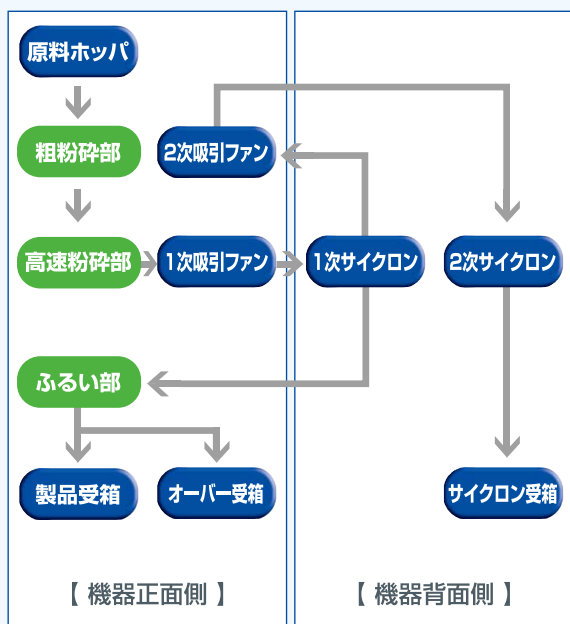 原料ホッパ
粗粉砕部
2次吸引ファン
高速粉砕部
1次吸引ファン
1次サイクロン
2次サイクロン
ふるい部
製品受箱
オーバー受箱
サイクロン受箱
【 機器正面側 】
【 機器背面側 】